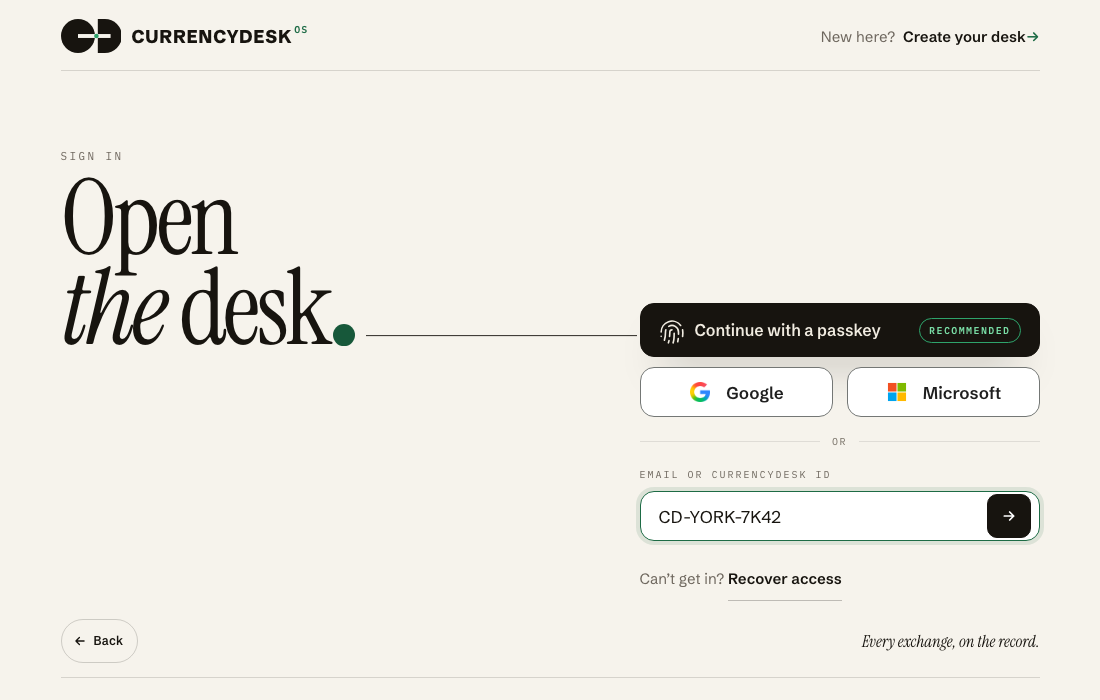 CURRENCYDESK OS
New here? Create your desk→
SIGN IN
Open
the desk.
Continue with a passkey
RECOMMENDED
Google
Microsoft
OR
EMAIL OR CURRENCYDESK ID
CD-YORK-7K42
→
Can't get in? Recover access
← Back
Every exchange, on the record.